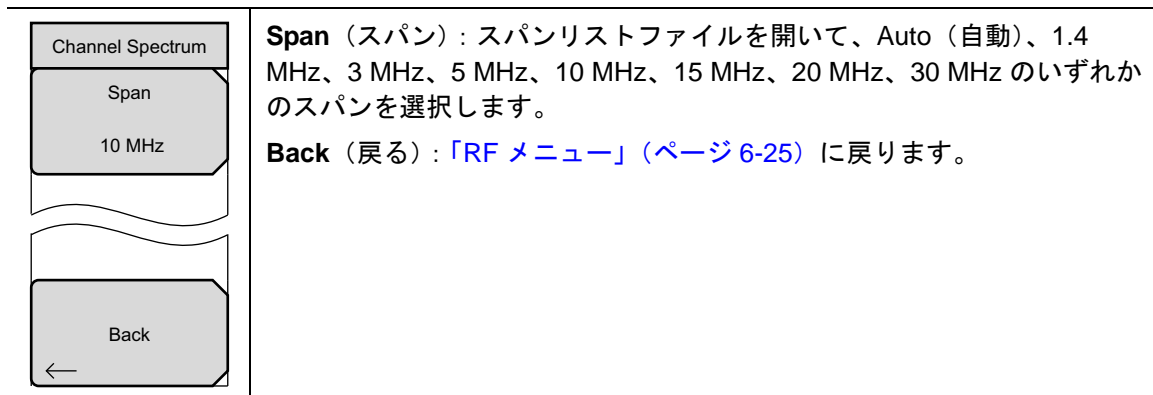 Channel Spectrum
Span
10 MHz
Back
Span（スパン）: スパンリストファイルを開いて、Auto（自動）、1.4
MHz、3 MHz、5 MHz、10 MHz、15 MHz、20 MHz、30 MHz のいずれか
のスパンを選択します。
Back（戻る）:「RF メニュー」（ページ 6-25）に戻ります。